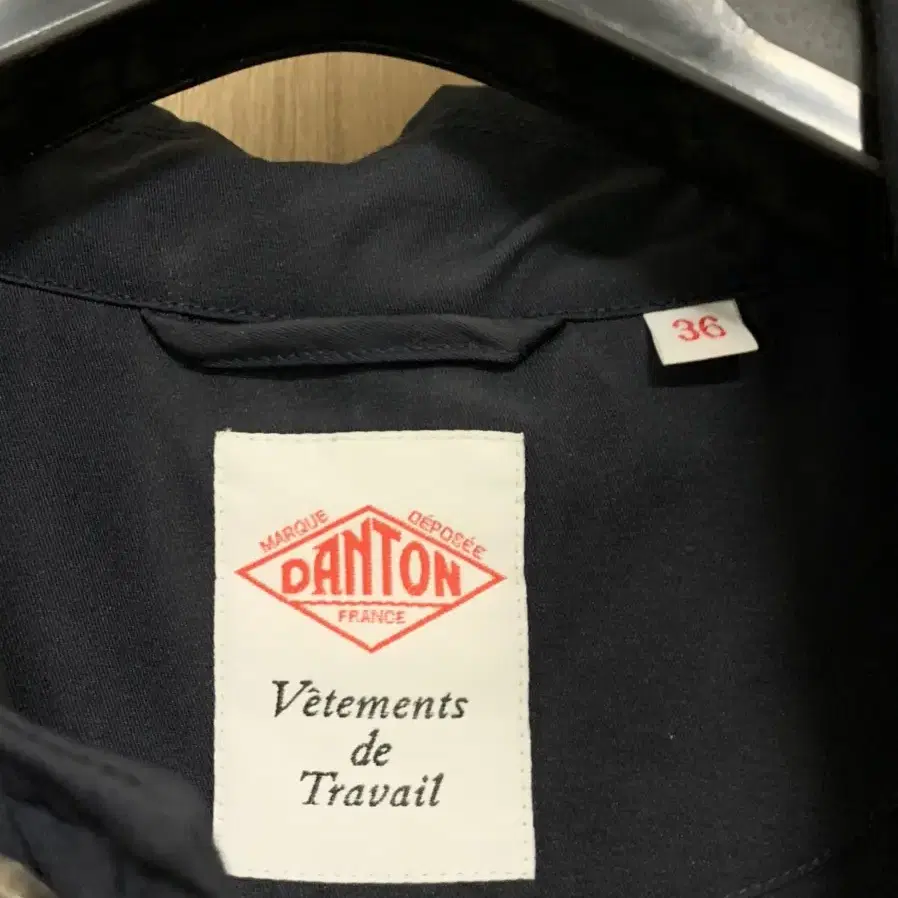 36
MARQUE DÉPOSÉE
DANTON
FRANCE
Vêtements
de
Travail